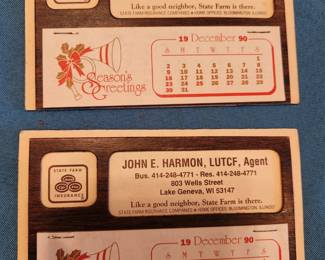 Like a good neighbor, State Farm is there.
STATE FARM INSURANCE COMPANIES • HOME OFFICES: BLOOMINGTON, ILLINOIS
19 December 90
S M T W T F S
1
2 3 4 5 6 7 8
9 10 11 12 13 14 15
16 17 18 19 20 21 22
23 24 25 26 27 28 29
30 31
Season's
Greetings
STATE FARM
INSURANCE
JOHN E. HARMON, LUTCF, Agent
Bus. 414-248-4771 - Res. 414-248-4771
803 Wells Street
Lake Geneva, WI 53147
Like a good neighbor, State Farm is there.
STATE FARM INSURANCE COMPANIES • HOME OFFICES: BLOOMINGTON, ILLINOIS
19 December 90
S M T W T F S
1